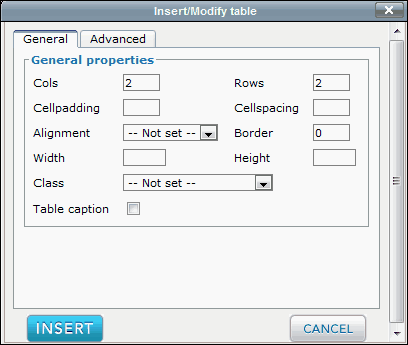 Insert/Modify table
General Advanced
General properties
Cols 2 Rows 2
Cellpadding Cellspacing
Alignment -- Not set -- Border 0
Width Height
Class -- Not set --
Table caption
INSERT CANCEL